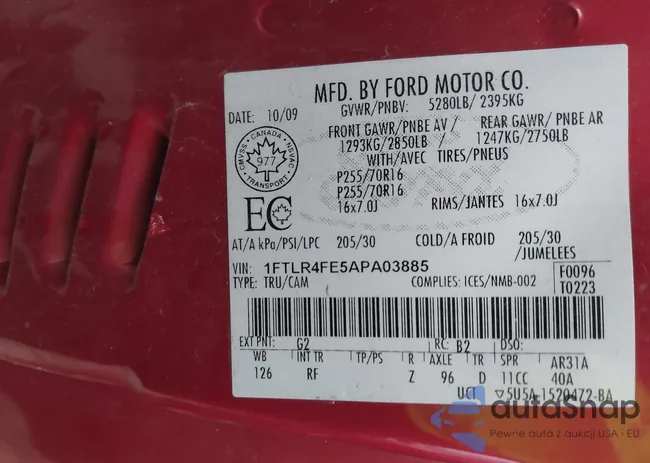 MFD. BY FORD MOTOR CO.
DATE: 10/09
GVWR/PNBV: 5280LB/ 2395KG
FRONT GAWR/PNBE AV / REAR GAWR/ PNBE AR
1293KG/2850LB 1247KG/2750LB
WITH/AVEC TIRES/PNEUS
CMVSS · CANADA · NSVAC
977
TRANSPORT
P255/70R16
P255/70R16
16x7.0J RIMS/JANTES 16x7.0J
EC
AT/A kPa/PSI/LPC 205/30 COLD/A FROID 205/30
/JUMELEES
VIN: 1FTLR4FE5APA03885
TYPE: TRU/CAM COMPLIES: ICES/NMB-002
F0096
T0223
EXT PNT: G2 RC: B2 DSO:
WB INT TR TP/PS R AXLE TR SPR AR31A
126 RF Z 96 D 11CC 40A
UCT ▽5U5A-1520472-BA
autoSnap
Pewne auta z aukcji USA i EU